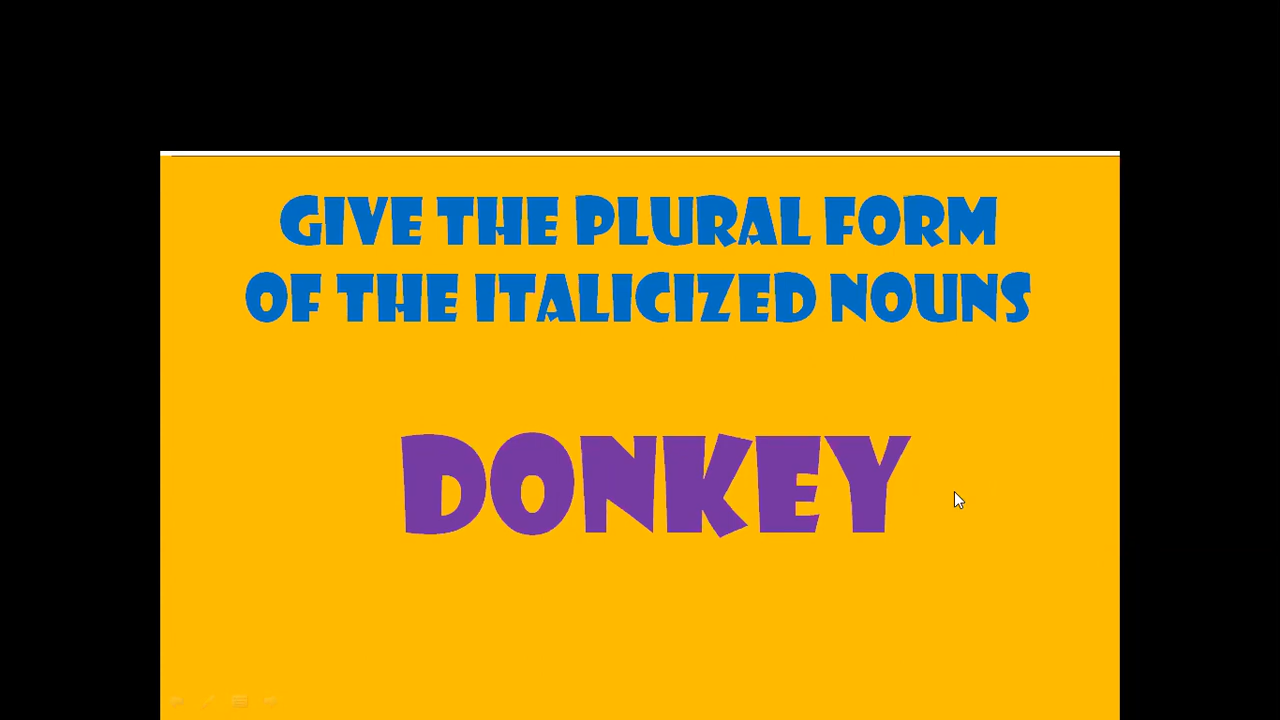 GIVE THE PLURAL FORM
OF THE ITALICIZED NOUNS
DONKEY